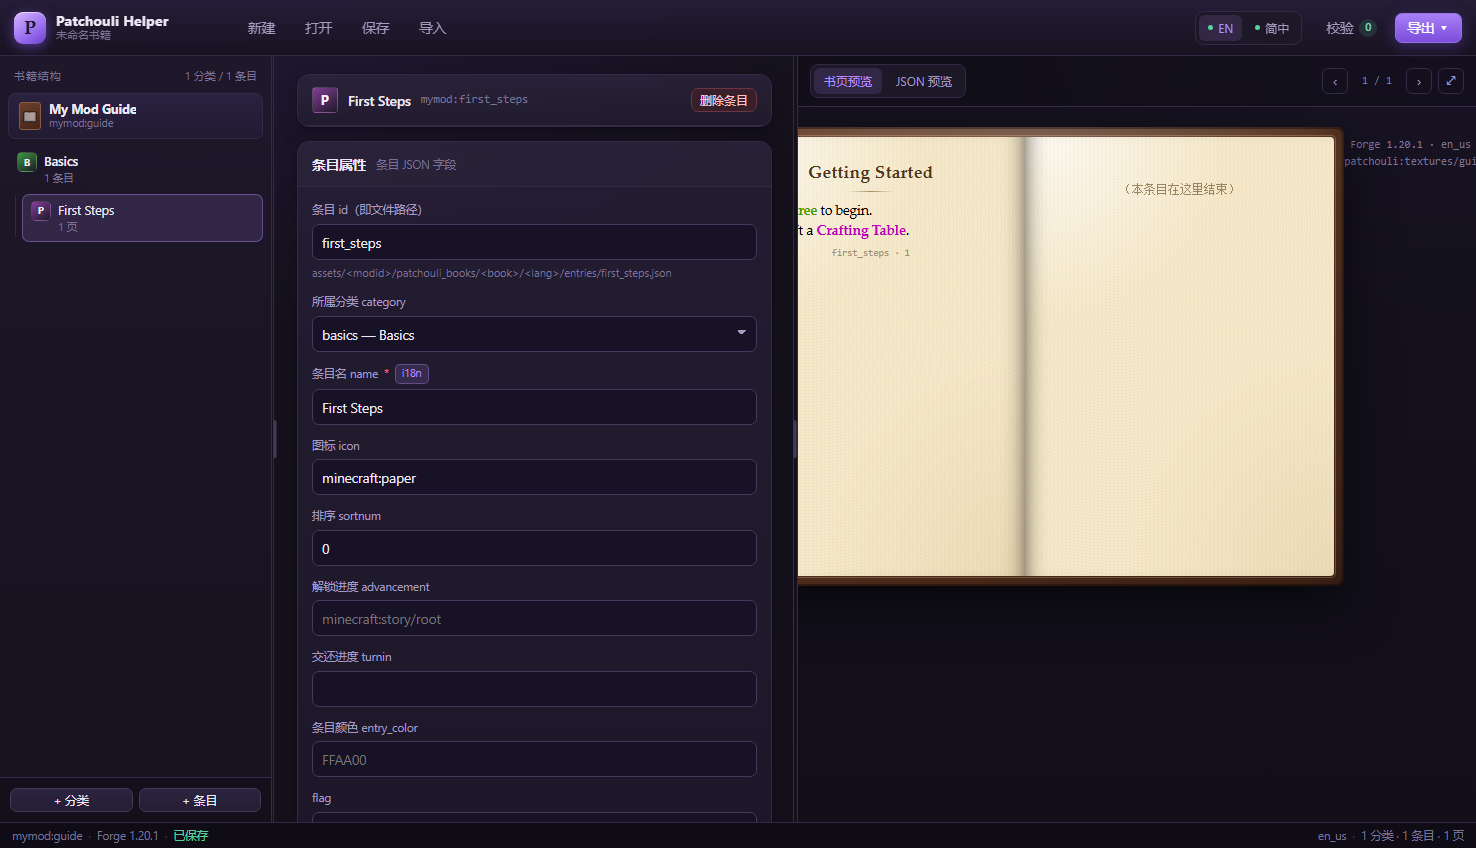 P
Patchouli Helper
未命名书籍
新建
打开
保存
导入
EN
简中
校验 0
导出
书籍结构
1 分类 / 1 条目
My Mod Guide
mymod:guide
B
Basics
1 条目
P
First Steps
1 页
+ 分类
+ 条目
P
First Steps
mymod:first_steps
删除条目
条目属性
条目 JSON 字段
条目 id（即文件路径）
first_steps
assets/<modid>/patchouli_books/<book>/<lang>/entries/first_steps.json
所属分类 category
basics — Basics
条目名 name * i18n
First Steps
图标 icon
minecraft:paper
排序 sortnum
0
解锁进度 advancement
minecraft:story/root
交还进度 turnin
条目颜色 entry_color
FFAA00
flag
书页预览
JSON 预览
‹
1 / 1
›
Getting Started
ree to begin.
't a Crafting Table.
first_steps · 1
（本条目在这里结束）
Forge 1.20.1 · en_us
patchouli:textures/gui
mymod:guide · Forge 1.20.1 · 已保存
en_us · 1 分类 · 1 条目 · 1 页